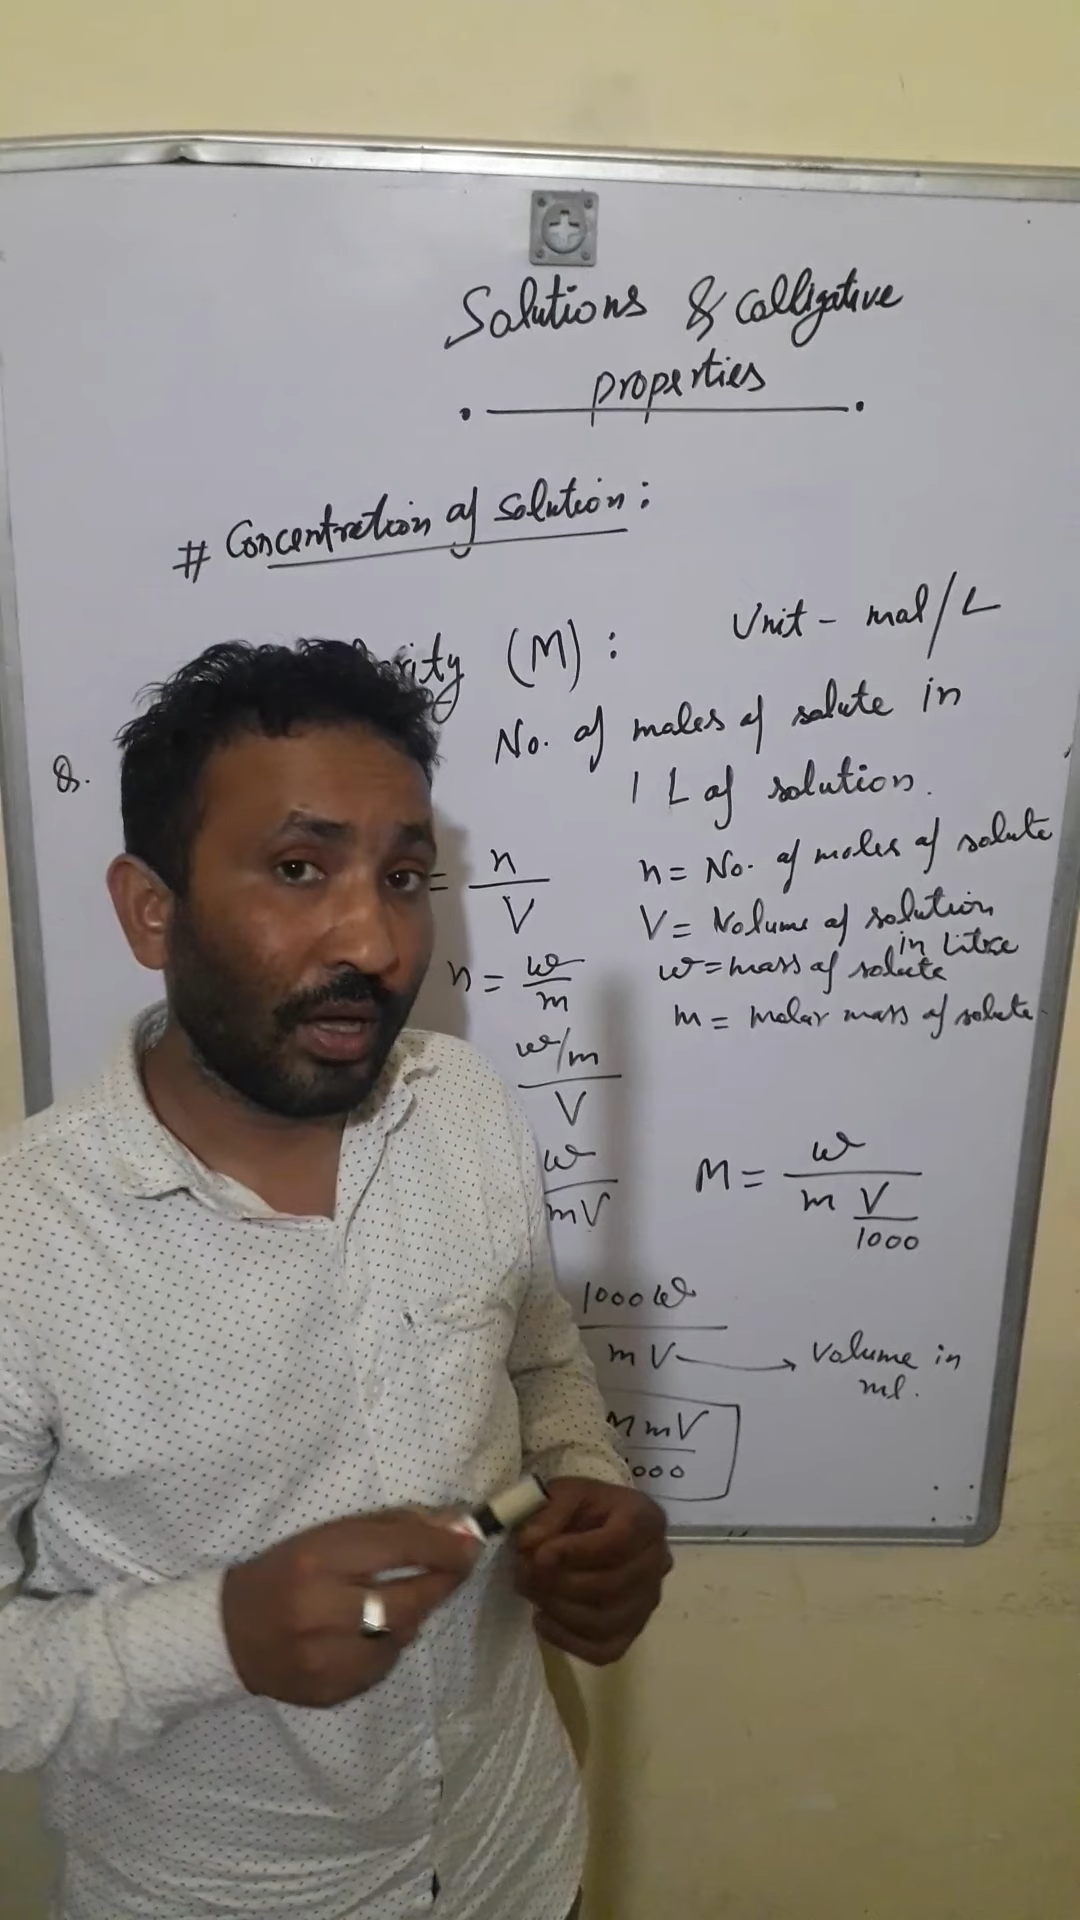 Solutions & Colligative
properties
# Concentration of solution:
(M) : Unit - mol/L
No. of moles of solute in
1 L of solution.
Q.
= n/V
n = No. of moles of solute
V = Volume of solution
in Litre
n = w/m
w = mass of solute
m = molar mass of solute
w/m / V
w / mV
M = w / m V/1000
1000 w / mV → Volume in
ml.
MmV / 000